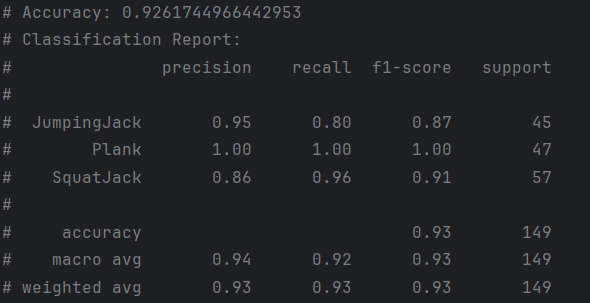 # Accuracy: 0.9261744966442953
# Classification Report:
#               precision    recall  f1-score   support
#
#  JumpingJack       0.95      0.80      0.87        45
#        Plank       1.00      1.00      1.00        47
#    SquatJack       0.86      0.96      0.91        57
#
#     accuracy                           0.93       149
#    macro avg       0.94      0.92      0.93       149
# weighted avg       0.93      0.93      0.93       149